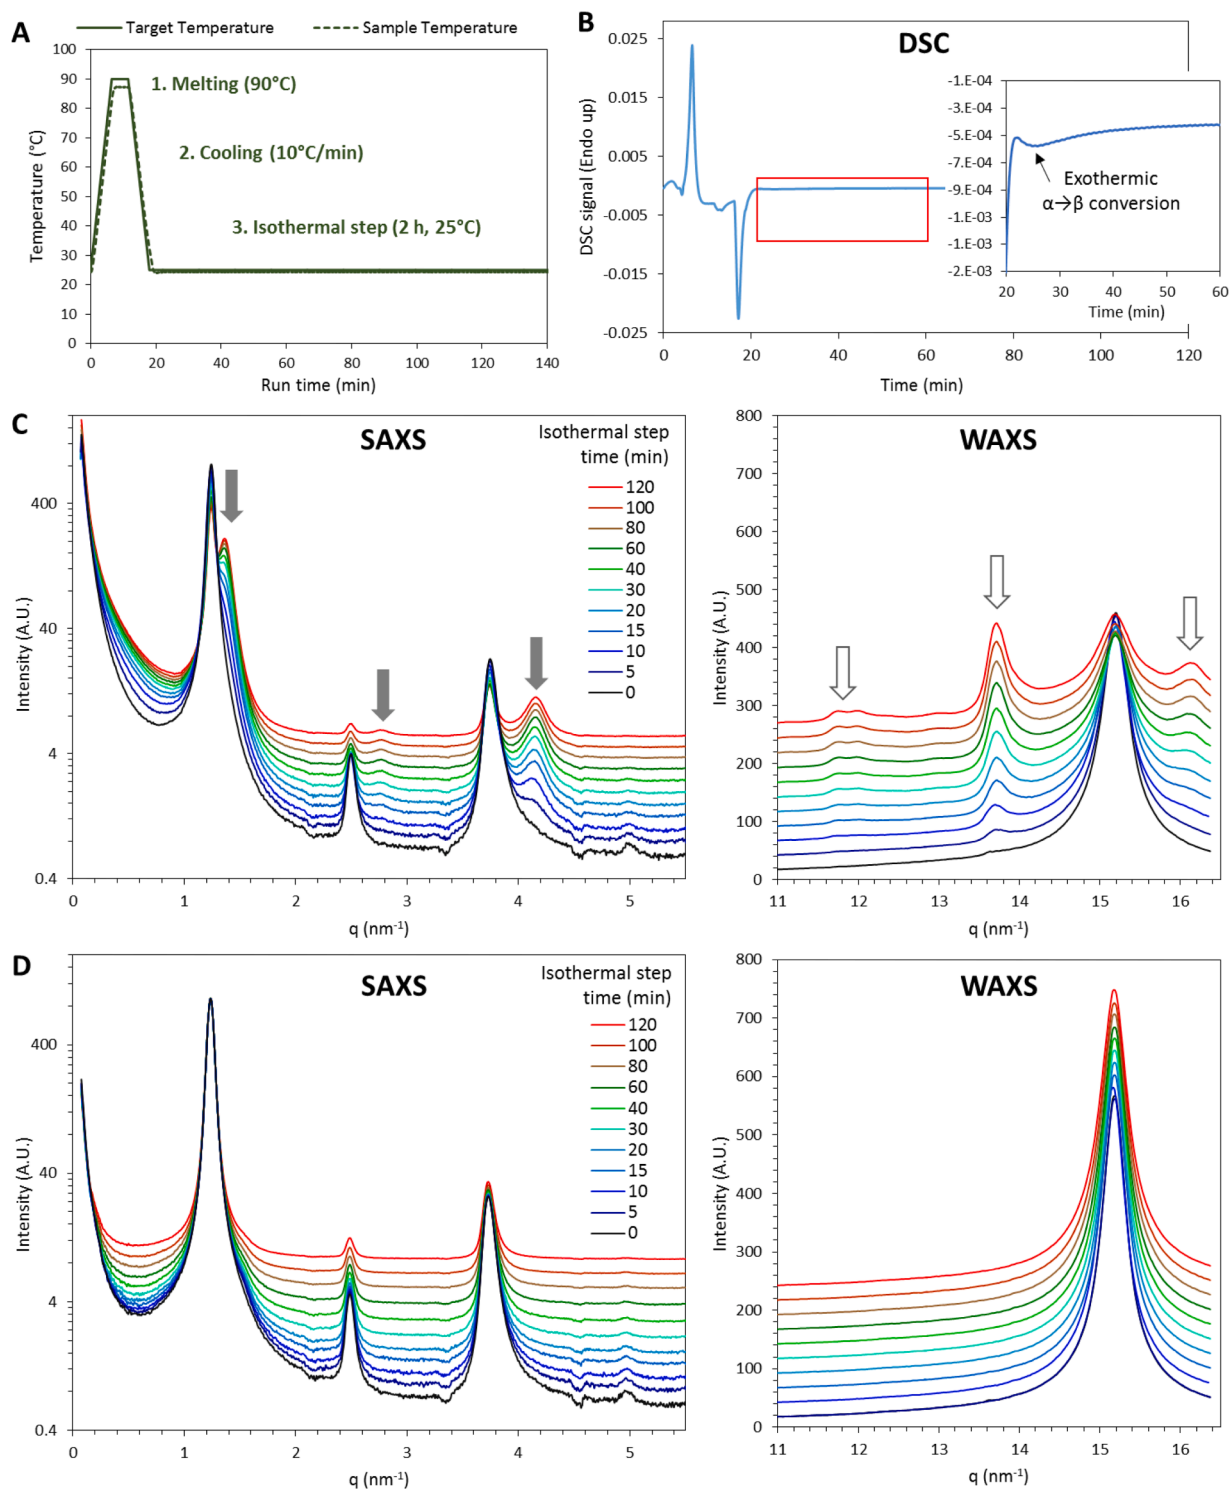 A
Target Temperature
Sample Temperature
100
90
80
70
60
50
40
30
20
10
0
Temperature (°C)
1. Melting (90°C)
2. Cooling (10°C/min)
3. Isothermal step (2 h, 25°C)
0 20 40 60 80 100 120 140
Run time (min)
B
DSC
0.025
0.015
0.005
-0.005
-0.015
-0.025
DSC signal (Endo up)
0 20 40 60 80 100 120
Time (min)
-1.E-04
-3.E-04
-5.E-04
-7.E-04
-9.E-04
-1.E-03
-1.E-03
-2.E-03
Exothermic
α→β conversion
20 30 40 50 60
Time (min)
C
SAXS
Isothermal step
time (min)
120
100
80
60
40
30
20
15
10
5
0
400
40
4
0.4
Intensity (A.U.)
0 1 2 3 4 5
q (nm-1)
WAXS
800
700
600
500
400
300
200
100
0
Intensity (A.U.)
11 12 13 14 15 16
q (nm-1)
D
SAXS
Isothermal step
time (min)
120
100
80
60
40
30
20
15
10
5
0
400
40
4
0.4
Intensity (A.U.)
0 1 2 3 4 5
q (nm-1)
WAXS
800
700
600
500
400
300
200
100
0
Intensity (A.U.)
11 12 13 14 15 16
q (nm-1)